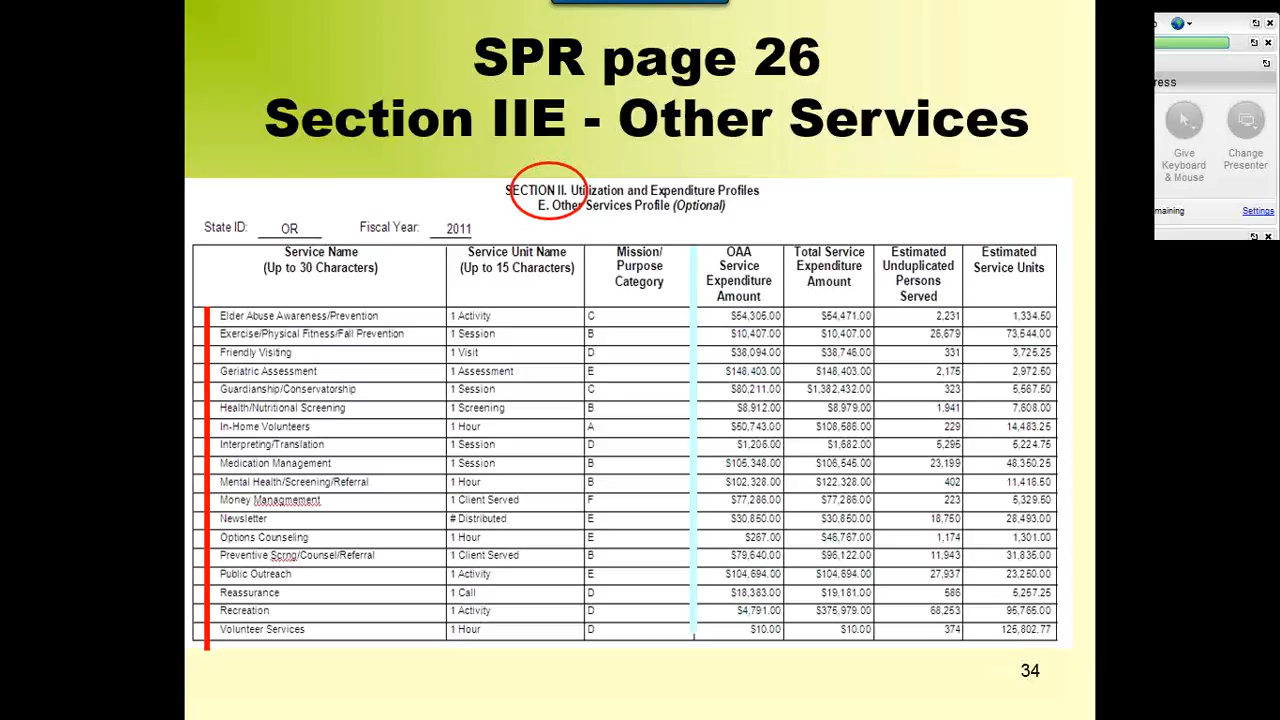 SPR page 26
Section IIE - Other Services
SECTION II. Utilization and Expenditure Profiles
E. Other Services Profile (Optional)
State ID: OR Fiscal Year: 2011
Service Name (Up to 30 Characters) Service Unit Name (Up to 15 Characters) Mission/ Purpose Category OAA Service Expenditure Amount Total Service Expenditure Amount Estimated Unduplicated Persons Served Estimated Service Units
Elder Abuse Awareness/Prevention 1 Activity C $54,305.00 $54,471.00 2,231 1,334.50
Exercise/Physical Fitness/Fall Prevention 1 Session B $10,407.00 $10,407.00 26,679 73,544.00
Friendly Visiting 1 Visit D $38,094.00 $38,746.00 331 3,725.25
Geriatric Assessment 1 Assessment E $148,403.00 $148,403.00 2,175 2,972.50
Guardianship/Conservatorship 1 Session C $80,211.00 $1,382,432.00 323 5,567.50
Health/Nutritional Screening 1 Screening B $8,912.00 $8,979.00 1,941 7,608.00
In-Home Volunteers 1 Hour A $50,743.00 $108,586.00 229 14,483.25
Interpreting/Translation 1 Session D $1,206.00 $1,682.00 5,295 5,224.75
Medication Management 1 Session B $105,348.00 $106,545.00 23,199 48,350.25
Mental Health/Screening/Referral 1 Hour B $102,328.00 $122,328.00 402 11,416.50
Money Managmement 1 Client Served F $77,286.00 $77,286.00 223 5,329.50
Newsletter # Distributed E $30,850.00 $30,850.00 18,750 28,493.00
Options Counseling 1 Hour E $267.00 $46,767.00 1,174 1,301.00
Preventive Scrng/Counsel/Referral 1 Client Served B $79,640.00 $96,122.00 11,943 31,836.00
Public Outreach 1 Activity E $104,694.00 $104,694.00 27,937 23,250.00
Reassurance 1 Call D $18,383.00 $19,181.00 586 5,257.25
Recreation 1 Activity D $4,791.00 $375,979.00 68,253 95,765.00
Volunteer Services 1 Hour D $10.00 $10.00 374 125,802.77
34
ress
Give Keyboard & Mouse
Change Presenter
maining Settings